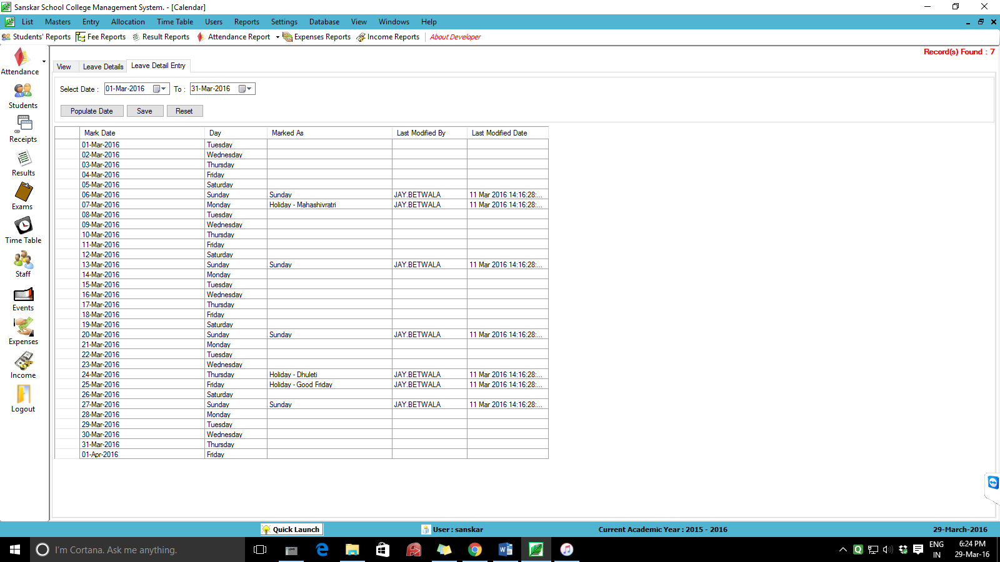 Sanskar School College Management System. - [Calendar]
List Masters Entry Allocation Time Table Users Reports Settings Database View Windows Help
Students' Reports Fee Reports Result Reports Attendance Report Expenses Reports Income Reports About Developer
Record(s) Found : 7
Attendance
Students
Receipts
Results
Exams
Time Table
Staff
Events
Expenses
Income
Logout
View Leave Details Leave Detail Entry
Select Date : 01-Mar-2016 To : 31-Mar-2016
Populate Date Save Reset
Mark Date Day Marked As Last Modified By Last Modified Date
01-Mar-2016 Tuesday
02-Mar-2016 Wednesday
03-Mar-2016 Thursday
04-Mar-2016 Friday
05-Mar-2016 Saturday
06-Mar-2016 Sunday Sunday JAY.BETWALA 11 Mar 2016 14:16:28:...
07-Mar-2016 Monday Holiday - Mahashivratri JAY.BETWALA 11 Mar 2016 14:16:28:...
08-Mar-2016 Tuesday
09-Mar-2016 Wednesday
10-Mar-2016 Thursday
11-Mar-2016 Friday
12-Mar-2016 Saturday
13-Mar-2016 Sunday Sunday JAY.BETWALA 11 Mar 2016 14:16:28:...
14-Mar-2016 Monday
15-Mar-2016 Tuesday
16-Mar-2016 Wednesday
17-Mar-2016 Thursday
18-Mar-2016 Friday
19-Mar-2016 Saturday
20-Mar-2016 Sunday Sunday JAY.BETWALA 11 Mar 2016 14:16:28:...
21-Mar-2016 Monday
22-Mar-2016 Tuesday
23-Mar-2016 Wednesday
24-Mar-2016 Thursday Holiday - Dhuleti JAY.BETWALA 11 Mar 2016 14:16:28:...
25-Mar-2016 Friday Holiday - Good Friday JAY.BETWALA 11 Mar 2016 14:16:28:...
26-Mar-2016 Saturday
27-Mar-2016 Sunday Sunday JAY.BETWALA 11 Mar 2016 14:16:28:...
28-Mar-2016 Monday
29-Mar-2016 Tuesday
30-Mar-2016 Wednesday
31-Mar-2016 Thursday
01-Apr-2016 Friday
Quick Launch User : sanskar Current Academic Year : 2015 - 2016 29-March-2016
I'm Cortana. Ask me anything.
ENG 6:24 PM
IN 29-Mar-16